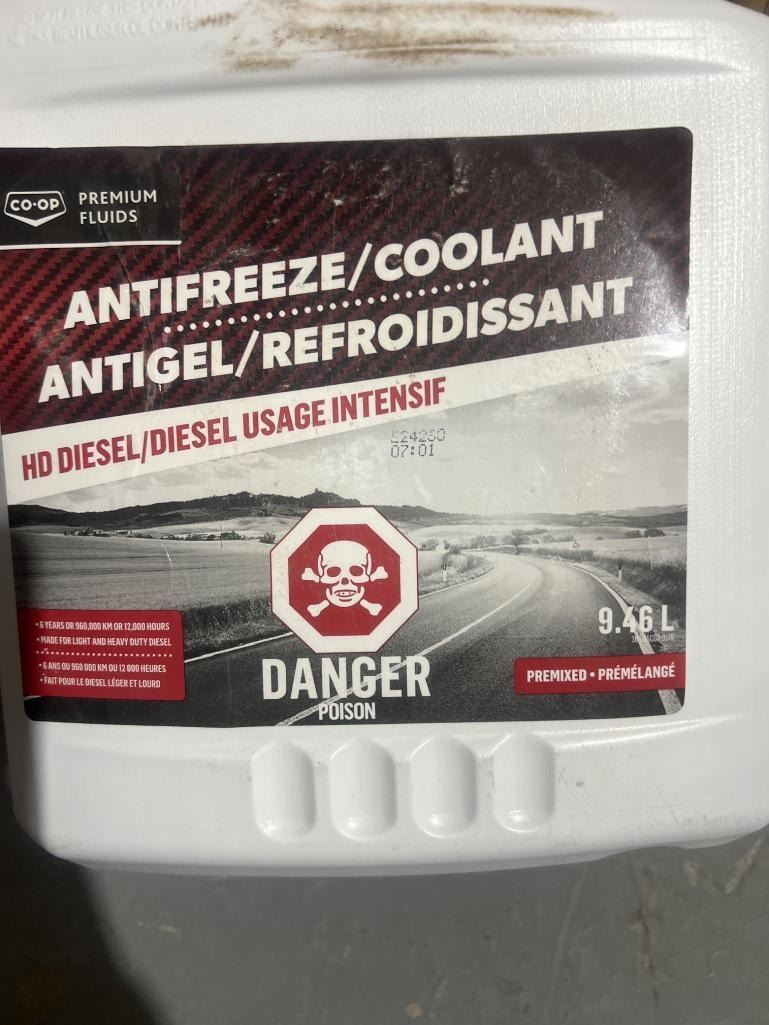 CO-OP
PREMIUM
FLUIDS
ANTIFREEZE/COOLANT
ANTIGEL/REFROIDISSANT
HD DIESEL/DIESEL USAGE INTENSIF
07:01
• 6 YEARS OR 960,000 KM OR 12,000 HOURS
• MADE FOR LIGHT AND HEAVY DUTY DIESEL
• 6 ANS OU 960 000 KM OU 12 000 HEURES
• FAIT POUR LE DIESEL LÉGER ET LOURD
DANGER
POISON
9.46 L
PREMIXED • PRÉMÉLANGÉ